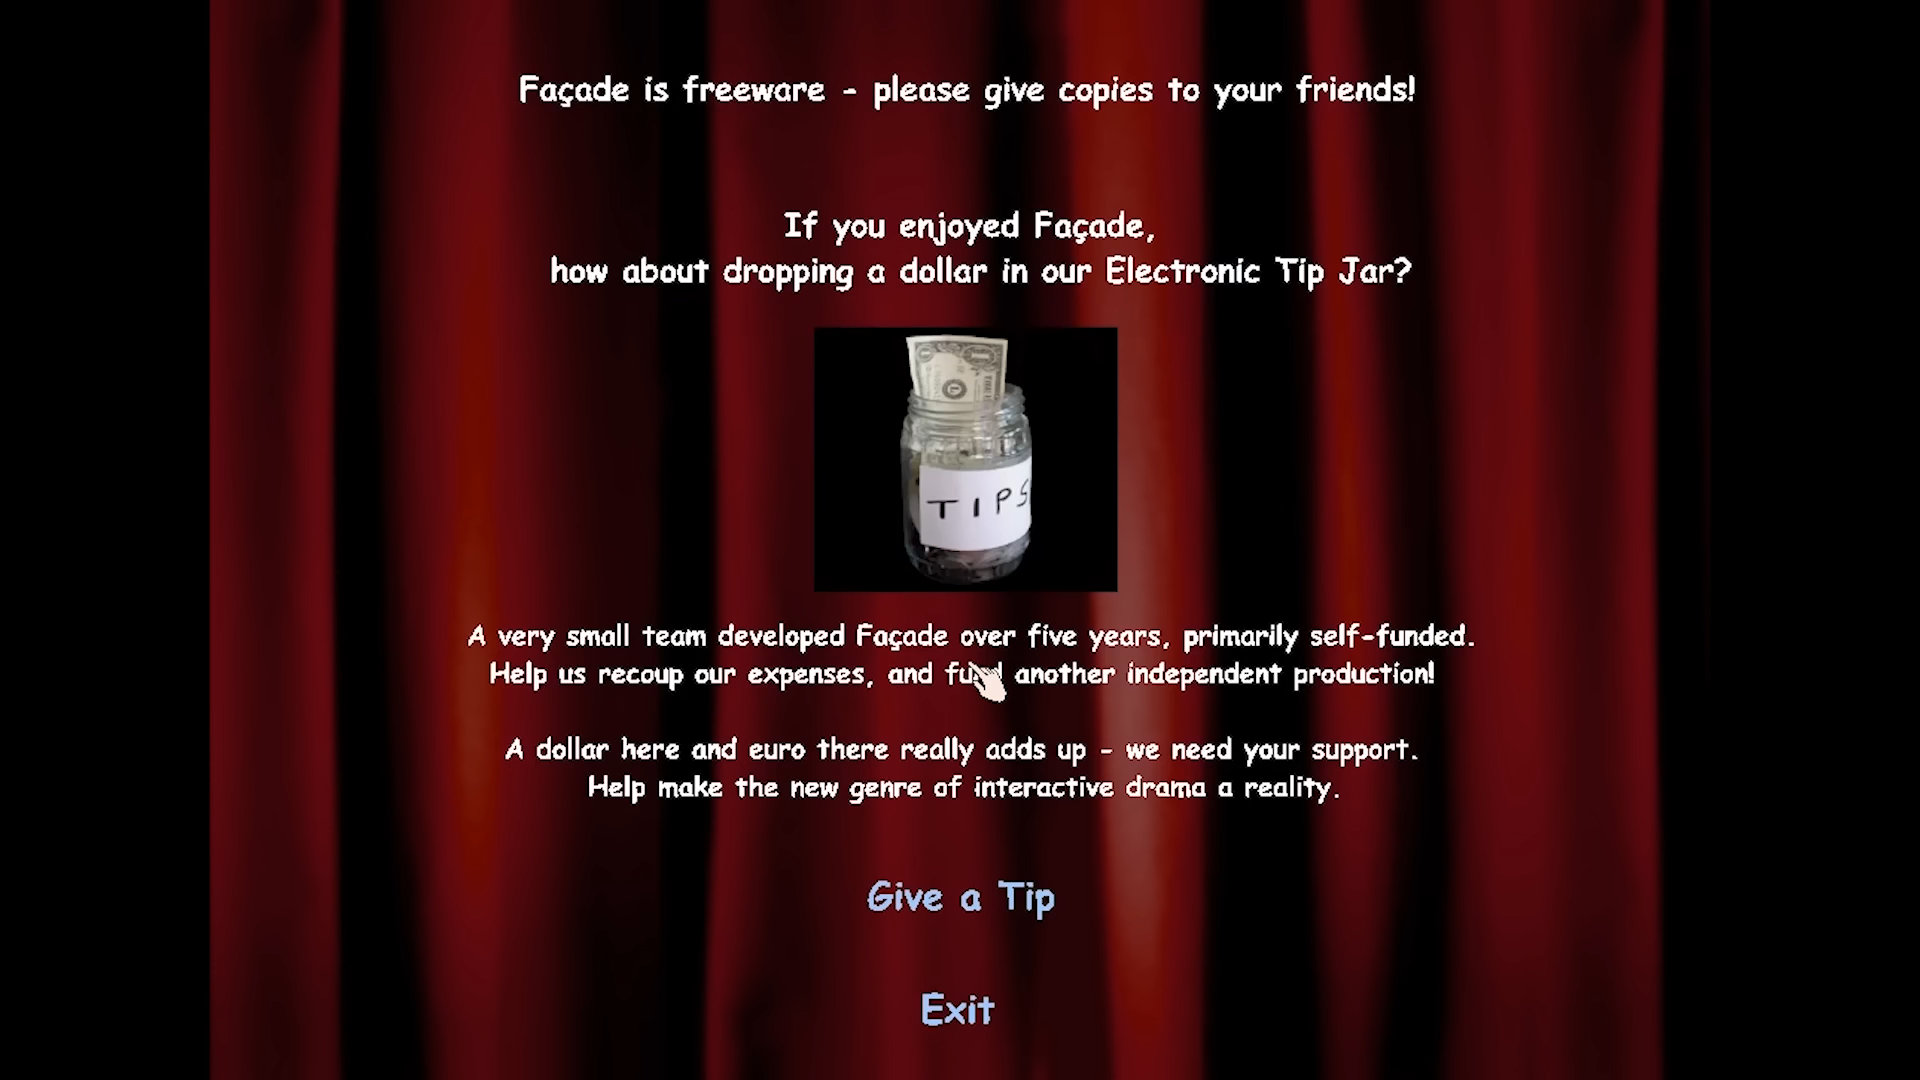 Façade is freeware - please give copies to your friends!
If you enjoyed Façade,
how about dropping a dollar in our Electronic Tip Jar?
TIPS
A very small team developed Façade over five years, primarily self-funded.
Help us recoup our expenses, and fund another independent production!
A dollar here and euro there really adds up - we need your support.
Help make the new genre of interactive drama a reality.
Give a Tip
Exit